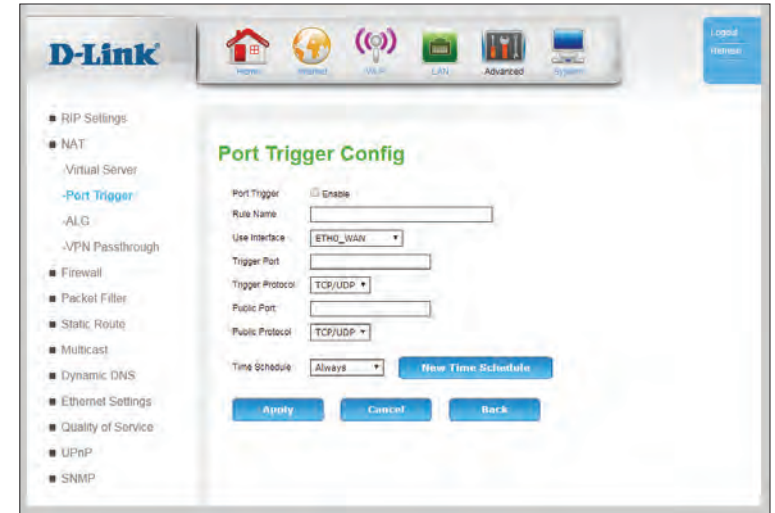 D-Link
Home
Internet
Wi-Fi
LAN
Advanced
System
Logout
RIP Settings
NAT
-Virtual Server
-Port Trigger
-ALG
-VPN Passthrough
Firewall
Packet Filter
Static Route
Multicast
Dynamic DNS
Ethernet Settings
Quality of Service
UPnP
SNMP
Port Trigger Config
Port Trigger Enable
Rule Name
Use Interface ETH0_WAN
Trigger Port
Trigger Protocol TCP/UDP
Public Port
Public Protocol TCP/UDP
Time Schedule Always New Time Schedule
Apply Cancel Back